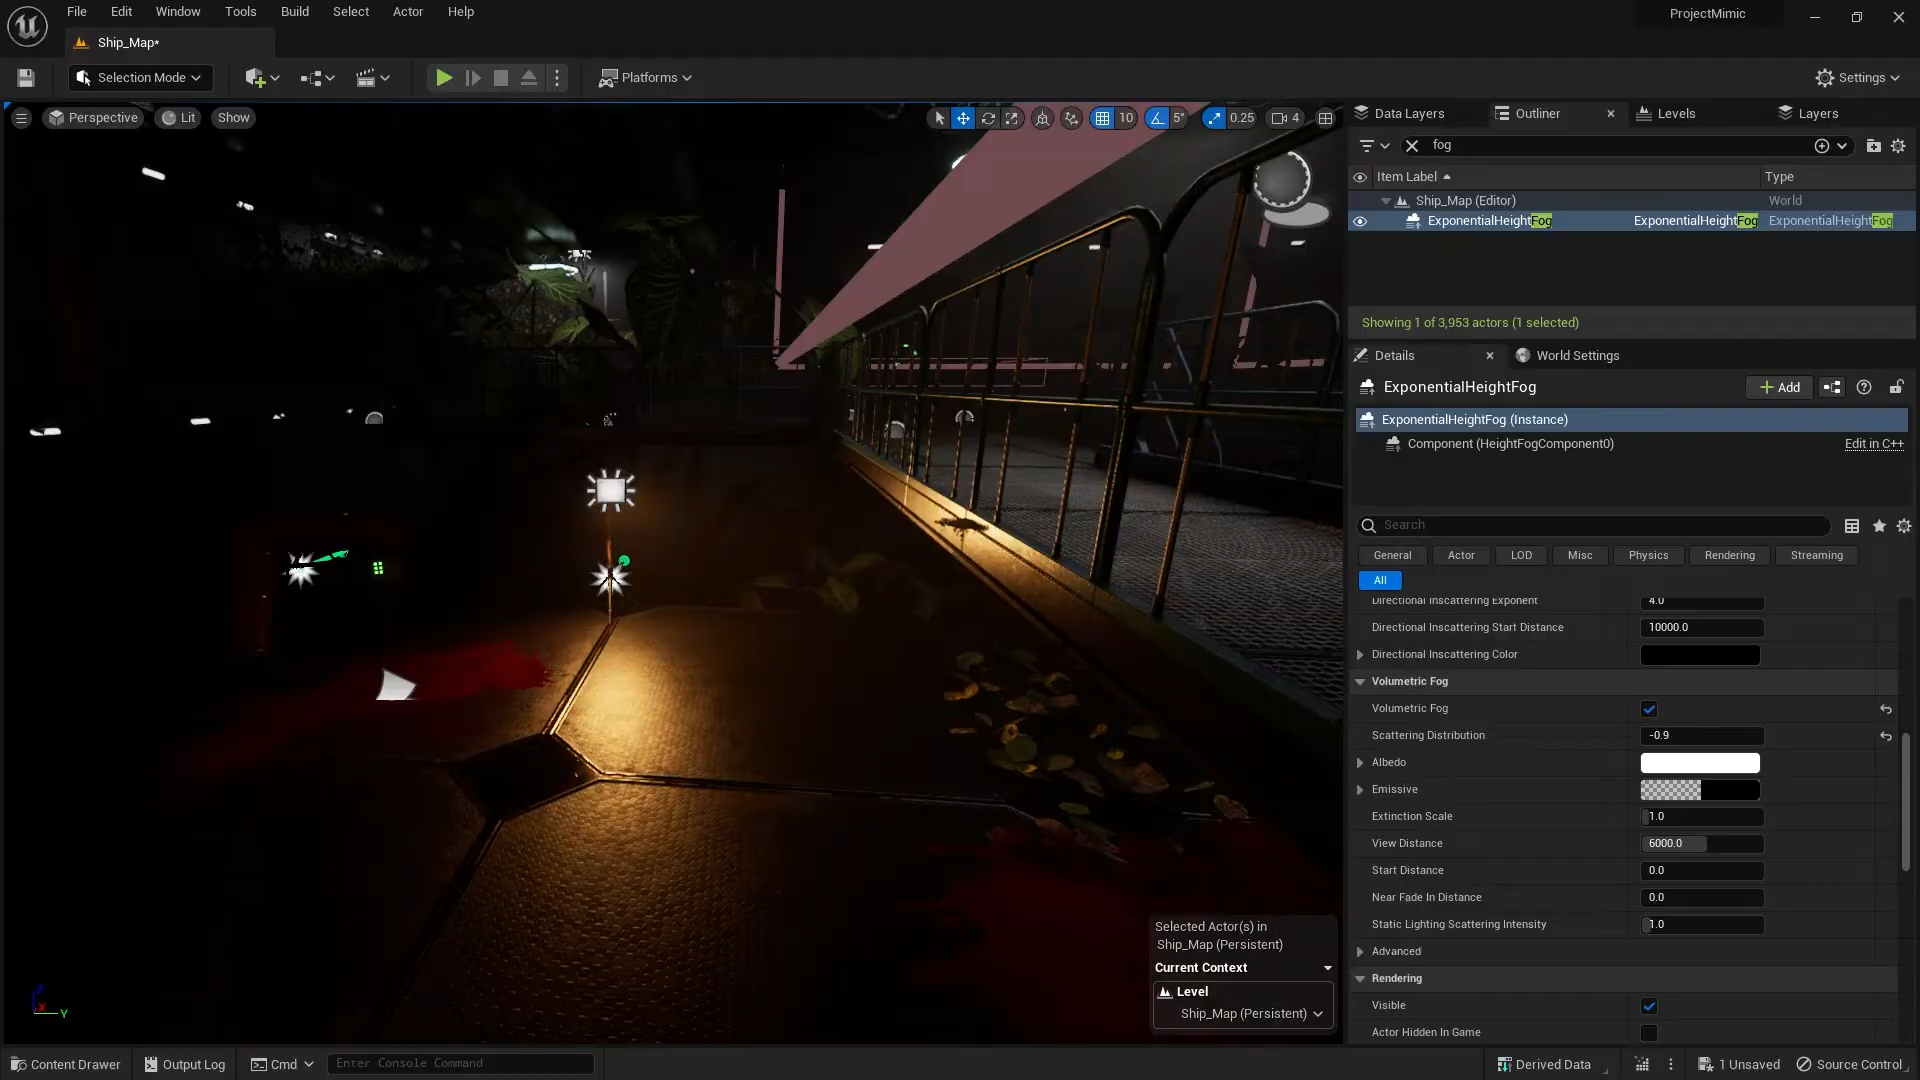 File Edit Window Tools Build Select Actor Help
ProjectMimic
Ship_Map*
Selection Mode
Platforms
Settings
Perspective
Lit
Show
10
5°
0.25
4
Data Layers
Outliner
Levels
Layers
fog
Item Label
Type
Ship_Map (Editor)
World
ExponentialHeightFog
ExponentialHeightFog
ExponentialHeightFog
Showing 1 of 3,953 actors (1 selected)
Details
World Settings
ExponentialHeightFog
Add
ExponentialHeightFog (Instance)
Component (HeightFogComponent0)
Edit in C++
Search
General
Actor
LOD
Misc
Physics
Rendering
Streaming
All
Directional Inscattering Exponent
4.0
Directional Inscattering Start Distance
10000.0
Directional Inscattering Color
Volumetric Fog
Volumetric Fog
Scattering Distribution
-0.9
Albedo
Emissive
Extinction Scale
1.0
View Distance
6000.0
Start Distance
0.0
Near Fade In Distance
0.0
Static Lighting Scattering Intensity
1.0
Advanced
Rendering
Visible
Actor Hidden In Game
Selected Actor(s) in
Ship_Map (Persistent)
Current Context
Level
Ship_Map (Persistent)
Z
X
Y
Content Drawer
Output Log
Cmd
Enter Console Command
Derived Data
1 Unsaved
Source Control